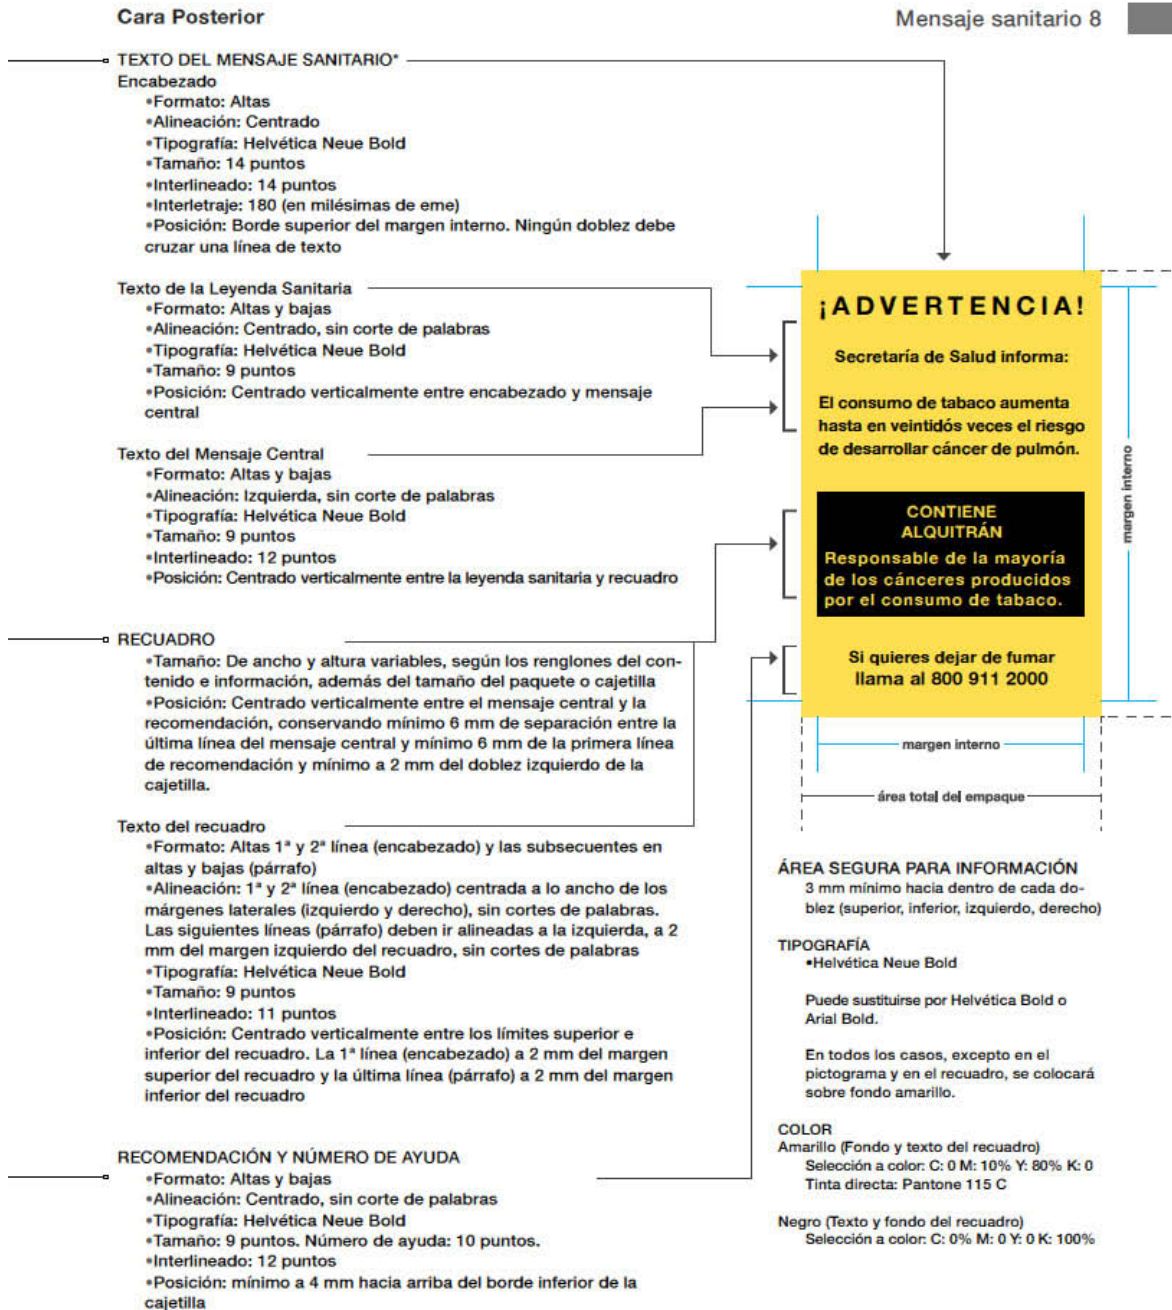 Cara Posterior
Mensaje sanitario 8
TEXTO DEL MENSAJE SANITARIO*
Encabezado
•Formato: Altas
•Alineación: Centrado
•Tipografía: Helvética Neue Bold
•Tamaño: 14 puntos
•Interlineado: 14 puntos
•Interletraje: 180 (en milésimas de eme)
•Posición: Borde superior del margen interno. Ningún doblez debe
cruzar una línea de texto
Texto de la Leyenda Sanitaria
•Formato: Altas y bajas
•Alineación: Centrado, sin corte de palabras
•Tipografía: Helvética Neue Bold
•Tamaño: 9 puntos
•Posición: Centrado verticalmente entre encabezado y mensaje
central
Texto del Mensaje Central
•Formato: Altas y bajas
•Alineación: Izquierda, sin corte de palabras
•Tipografía: Helvética Neue Bold
•Tamaño: 9 puntos
•Interlineado: 12 puntos
•Posición: Centrado verticalmente entre la leyenda sanitaria y recuadro
RECUADRO
•Tamaño: De ancho y altura variables, según los renglones del con-
tenido e información, además del tamaño del paquete o cajetilla
•Posición: Centrado verticalmente entre el mensaje central y la
recomendación, conservando mínimo 6 mm de separación entre la
última línea del mensaje central y mínimo 6 mm de la primera línea
de recomendación y mínimo a 2 mm del doblez izquierdo de la
cajetilla.
Texto del recuadro
•Formato: Altas 1ª y 2ª línea (encabezado) y las subsecuentes en
altas y bajas (párrafo)
•Alineación: 1ª y 2ª línea (encabezado) centrada a lo ancho de los
márgenes laterales (izquierdo y derecho), sin cortes de palabras.
Las siguientes líneas (párrafo) deben ir alineadas a la izquierda, a 2
mm del margen izquierdo del recuadro, sin cortes de palabras
•Tipografía: Helvética Neue Bold
•Tamaño: 9 puntos
•Interlineado: 11 puntos
•Posición: Centrado verticalmente entre los límites superior e
inferior del recuadro. La 1ª línea (encabezado) a 2 mm del margen
superior del recuadro y la última línea (párrafo) a 2 mm del margen
inferior del recuadro
RECOMENDACIÓN Y NÚMERO DE AYUDA
•Formato: Altas y bajas
•Alineación: Centrado, sin corte de palabras
•Tipografía: Helvética Neue Bold
•Tamaño: 9 puntos. Número de ayuda: 10 puntos.
•Interlineado: 12 puntos
•Posición: mínimo a 4 mm hacia arriba del borde inferior de la
cajetilla
¡ADVERTENCIA!
Secretaría de Salud informa:
El consumo de tabaco aumenta
hasta en veintidós veces el riesgo
de desarrollar cáncer de pulmón.
CONTIENE
ALQUITRÁN
Responsable de la mayoría
de los cánceres producidos
por el consumo de tabaco.
Si quieres dejar de fumar
llama al 800 911 2000
margen interno
margen interno
área total del empaque
ÁREA SEGURA PARA INFORMACIÓN
3 mm mínimo hacia dentro de cada do-
blez (superior, inferior, izquierdo, derecho)
TIPOGRAFÍA
•Helvética Neue Bold
Puede sustituirse por Helvética Bold o
Arial Bold.
En todos los casos, excepto en el
pictograma y en el recuadro, se colocará
sobre fondo amarillo.
COLOR
Amarillo (Fondo y texto del recuadro)
Selección a color: C: 0 M: 10% Y: 80% K: 0
Tinta directa: Pantone 115 C
Negro (Texto y fondo del recuadro)
Selección a color: C: 0% M: 0 Y: 0 K: 100%